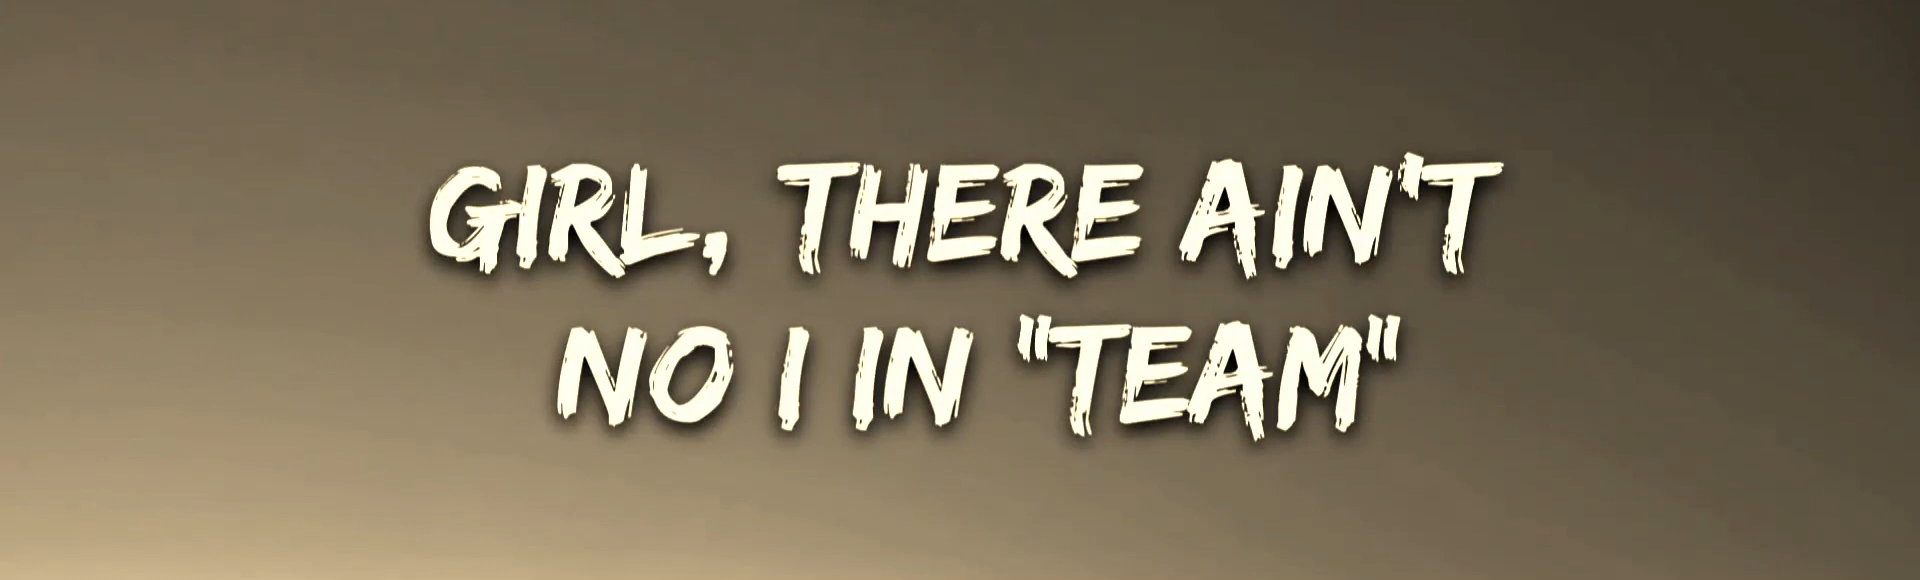 GIRL, THERE AIN'T
NO I IN "TEAM"